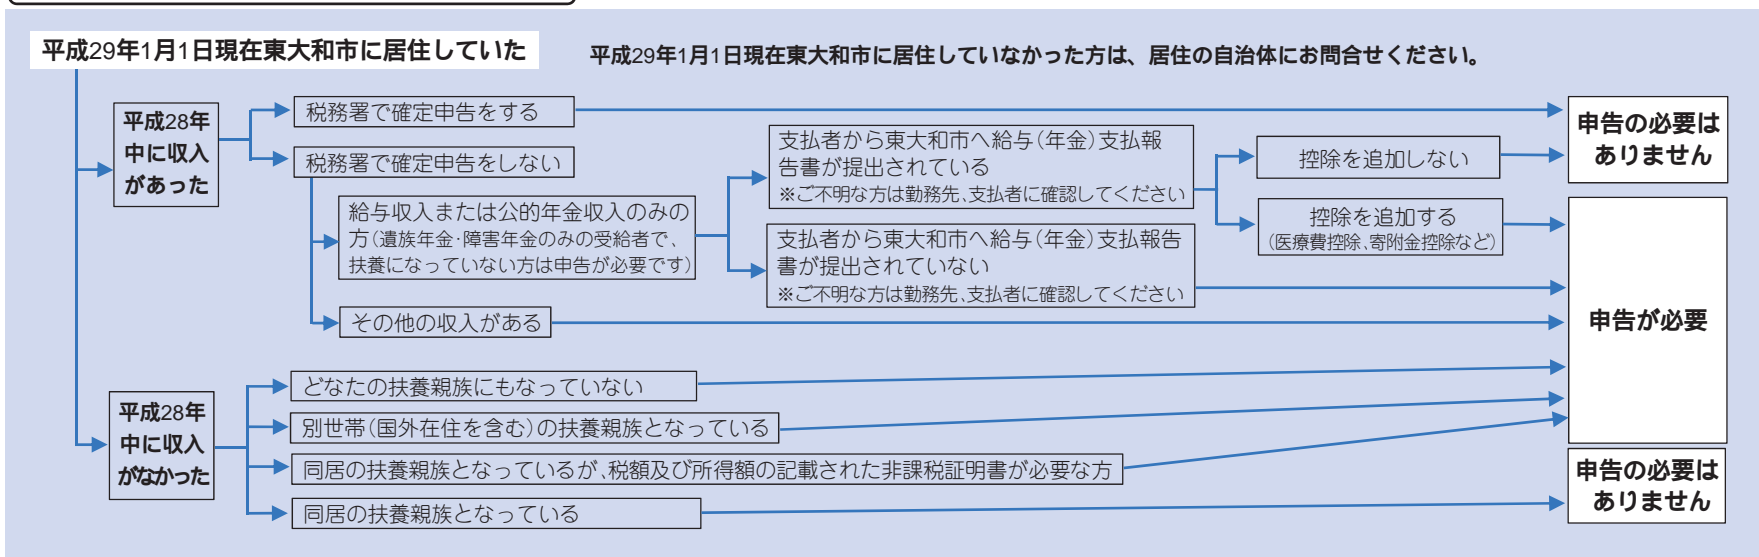 平成29年1月1日現在東大和市に居住していた
平成29年1月1日現在東大和市に居住していなかった方は、居住の自治体にお問合せください。
平成28年
中に収入
があった
税務署で確定申告をする
税務署で確定申告をしない
給与収入または公的年金収入のみの
方(遺族年金・障害年金のみの受給者で、
扶養になっていない方は申告が必要です)
その他の収入がある
支払者から東大和市へ給与(年金)支払報
告書が提出されている
※ご不明な方は勤務先、支払者に確認してください
支払者から東大和市へ給与(年金)支払報告
書が提出されていない
※ご不明な方は勤務先、支払者に確認してください
控除を追加しない
控除を追加する
(医療費控除、寄附金控除など)
申告の必要は
ありません
申告が必要
平成28年
中に収入
がなかった
どなたの扶養親族にもなっていない
別世帯(国外在住を含む)の扶養親族となっている
同居の扶養親族となっているが、税額及び所得額の記載された非課税証明書が必要な方
同居の扶養親族となっている
申告の必要は
ありません